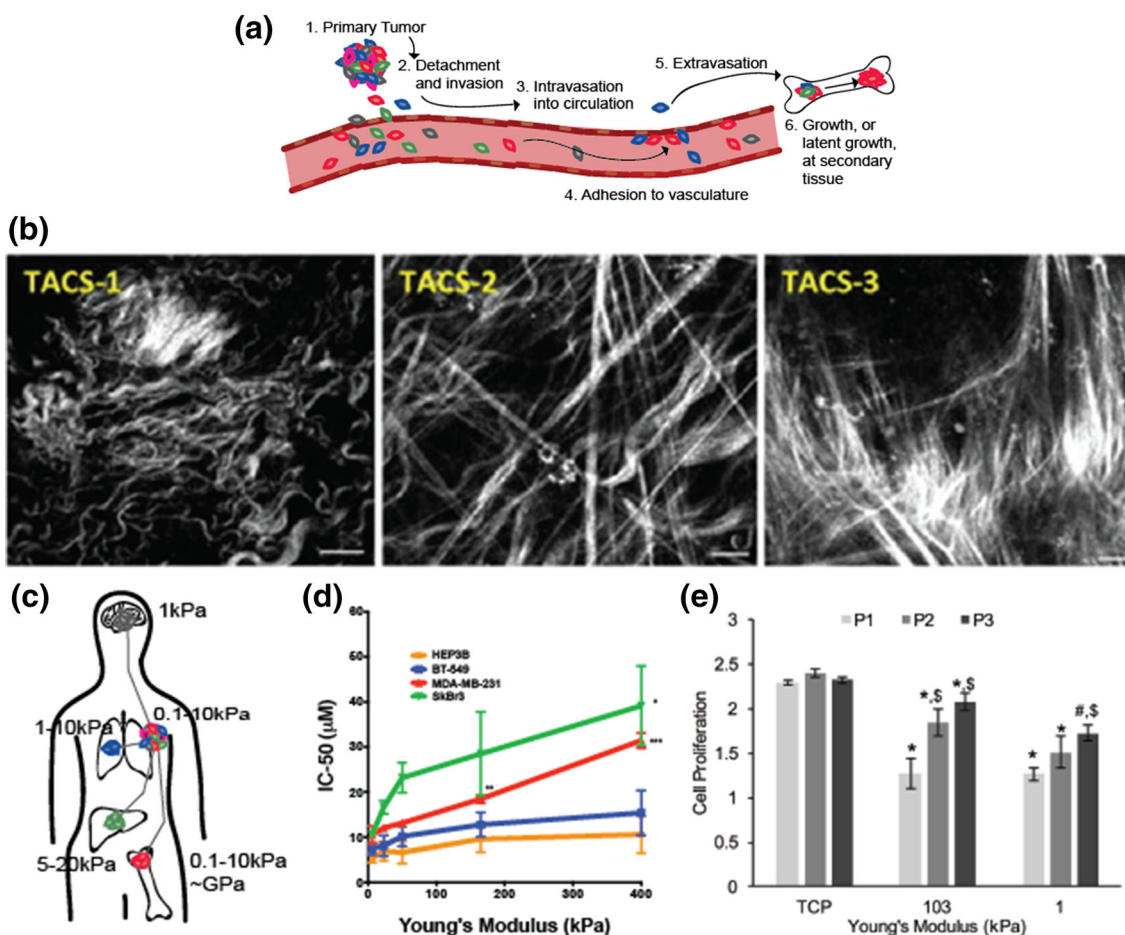 (a)
1. Primary Tumor
2. Detachment
and invasion
3. Intravasation
into circulation
4. Adhesion to vasculature
5. Extravasation
6. Growth, or
latent growth,
at secondary
tissue
(b)
TACS-1
TACS-2
TACS-3
(c)
1kPa
1-10kPa
0.1-10kPa
5-20kPa
0.1-10kPa
~GPa
(d)
60
50
40
30
20
10
0
IC-50 (μM)
HEP3B
BT-549
MDA-MB-231
SkBr3
*
***
**
0 100 200 300 400
Young's Modulus (kPa)
(e)
P1 P2 P3
3
2.5
2
1.5
1
0.5
0
Cell Proliferation
* *,$ *,$
* * #,$
TCP 103 1
Young's Modulus (kPa)